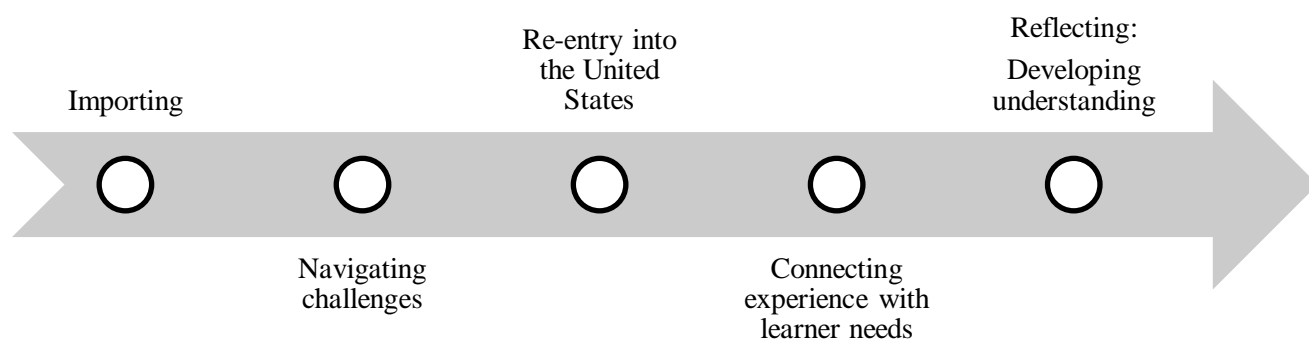 Importing
Navigating
challenges
Re-entry into
the United
States
Connecting
experience with
learner needs
Reflecting:
Developing
understanding